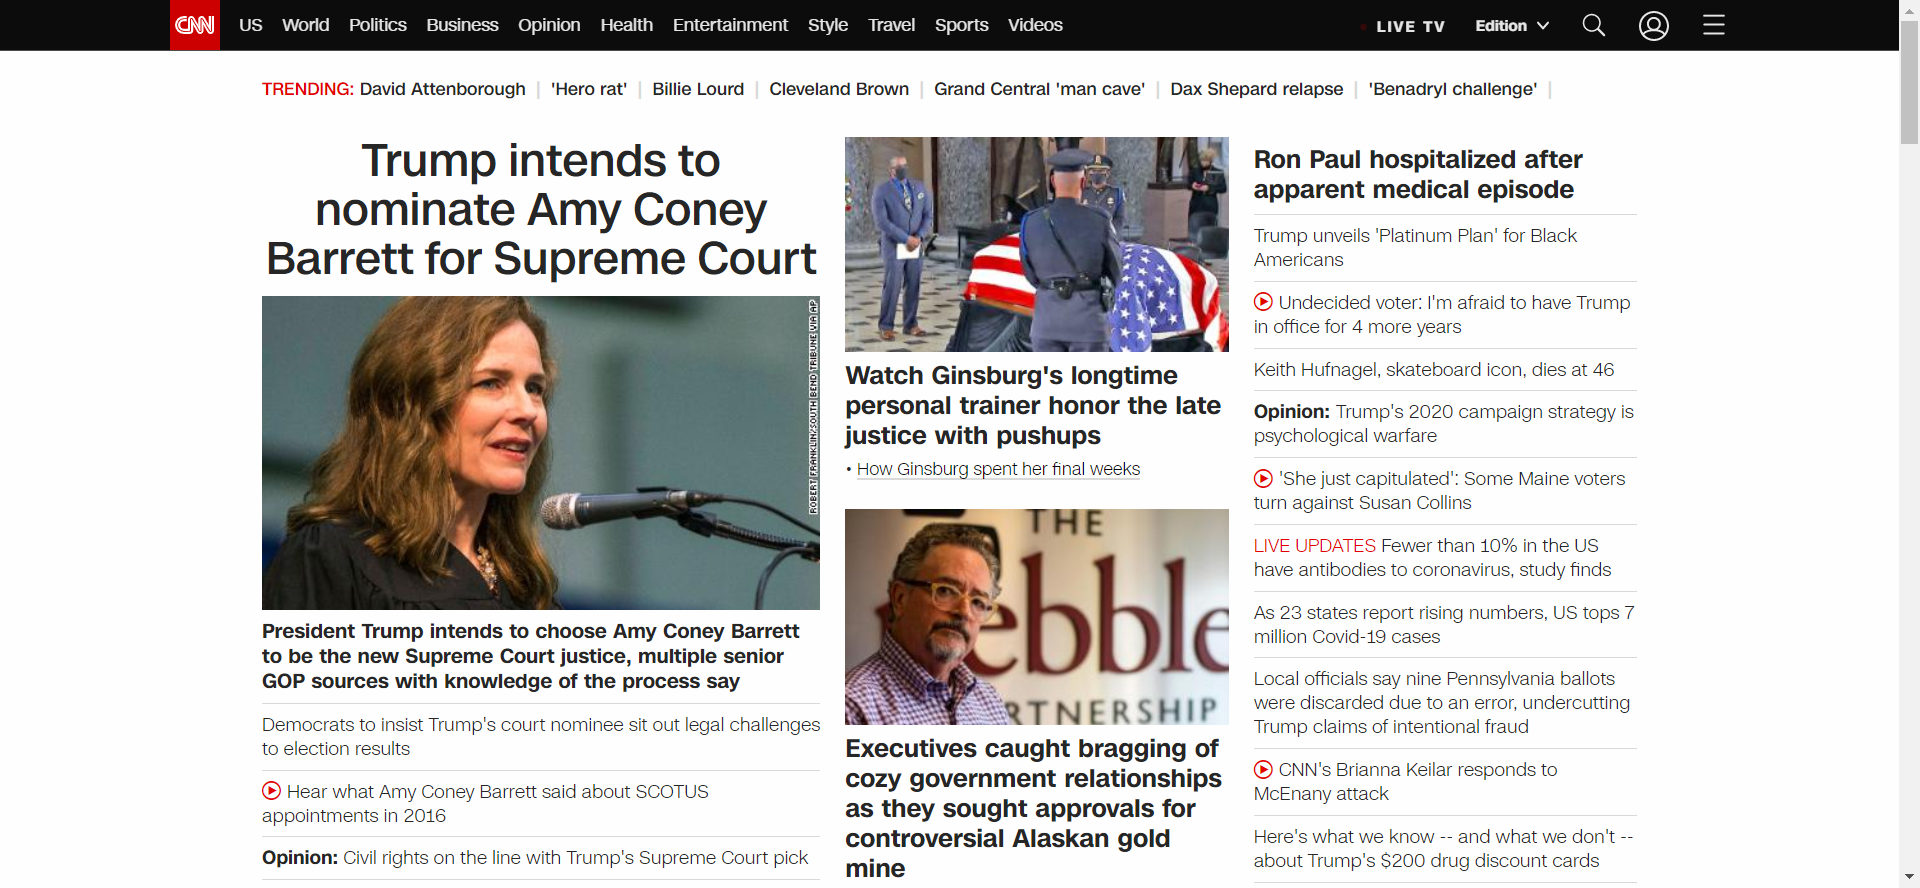 CNN
US World Politics Business Opinion Health Entertainment Style Travel Sports Videos
LIVE TV
Edition
TRENDING: David Attenborough | 'Hero rat' | Billie Lourd | Cleveland Brown | Grand Central 'man cave' | Dax Shepard relapse | 'Benadryl challenge' |
Trump intends to
nominate Amy Coney
Barrett for Supreme Court
ROBERT FRANKLIN/SOUTH BEND TRIBUNE VIA AP
President Trump intends to choose Amy Coney Barrett
to be the new Supreme Court justice, multiple senior
GOP sources with knowledge of the process say
Democrats to insist Trump's court nominee sit out legal challenges
to election results
Hear what Amy Coney Barrett said about SCOTUS
appointments in 2016
Opinion: Civil rights on the line with Trump's Supreme Court pick
Watch Ginsburg's longtime
personal trainer honor the late
justice with pushups
• How Ginsburg spent her final weeks
THE
ebble
RTNERSHIP
Executives caught bragging of
cozy government relationships
as they sought approvals for
controversial Alaskan gold
mine
Ron Paul hospitalized after
apparent medical episode
Trump unveils 'Platinum Plan' for Black
Americans
Undecided voter: I'm afraid to have Trump
in office for 4 more years
Keith Hufnagel, skateboard icon, dies at 46
Opinion: Trump's 2020 campaign strategy is
psychological warfare
'She just capitulated': Some Maine voters
turn against Susan Collins
LIVE UPDATES Fewer than 10% in the US
have antibodies to coronavirus, study finds
As 23 states report rising numbers, US tops 7
million Covid-19 cases
Local officials say nine Pennsylvania ballots
were discarded due to an error, undercutting
Trump claims of intentional fraud
CNN's Brianna Keilar responds to
McEnany attack
Here's what we know -- and what we don't --
about Trump's $200 drug discount cards